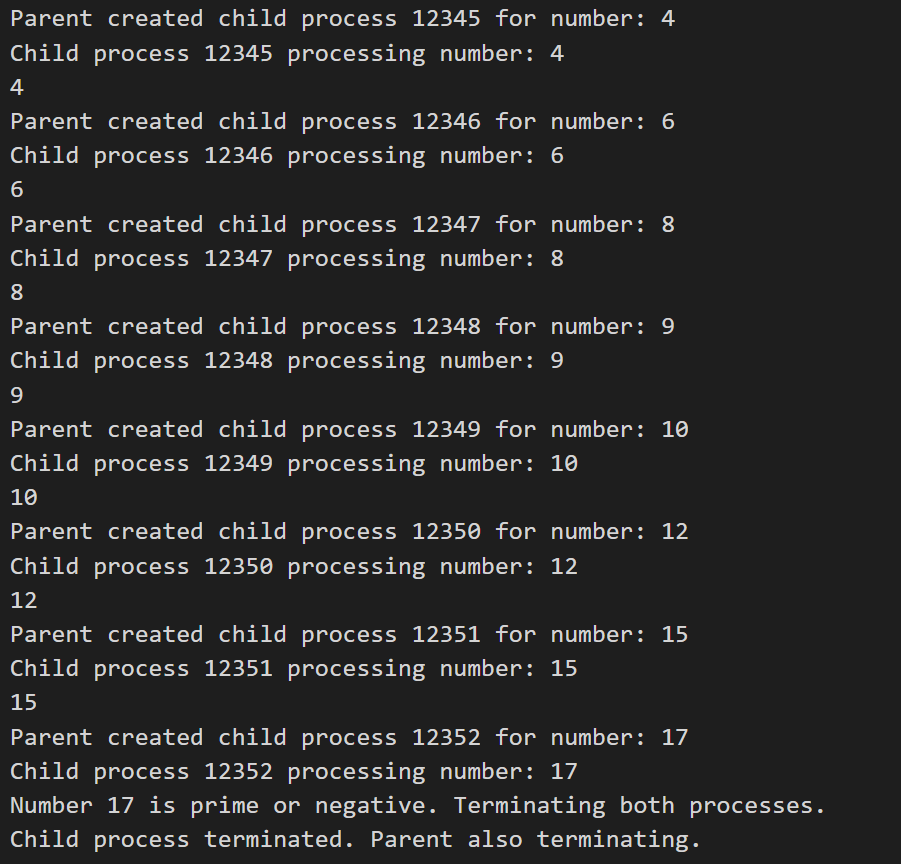 Parent created child process 12345 for number: 4
Child process 12345 processing number: 4
4
Parent created child process 12346 for number: 6
Child process 12346 processing number: 6
6
Parent created child process 12347 for number: 8
Child process 12347 processing number: 8
8
Parent created child process 12348 for number: 9
Child process 12348 processing number: 9
9
Parent created child process 12349 for number: 10
Child process 12349 processing number: 10
10
Parent created child process 12350 for number: 12
Child process 12350 processing number: 12
12
Parent created child process 12351 for number: 15
Child process 12351 processing number: 15
15
Parent created child process 12352 for number: 17
Child process 12352 processing number: 17
Number 17 is prime or negative. Terminating both processes.
Child process terminated. Parent also terminating.